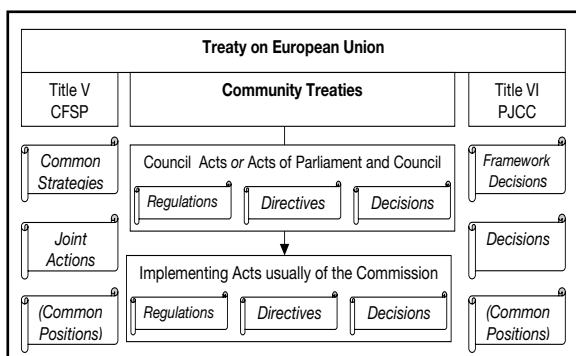 Treaty on European Union
Title V
CFSP
Community Treaties
Title VI
PJCC
Common
Strategies
Joint
Actions
(Common
Positions)
Council Acts or Acts of Parliament and Council
Regulations
Directives
Decisions
Implementing Acts usually of the Commission
Regulations
Directives
Decisions
Framework
Decisions
Decisions
(Common
Positions)